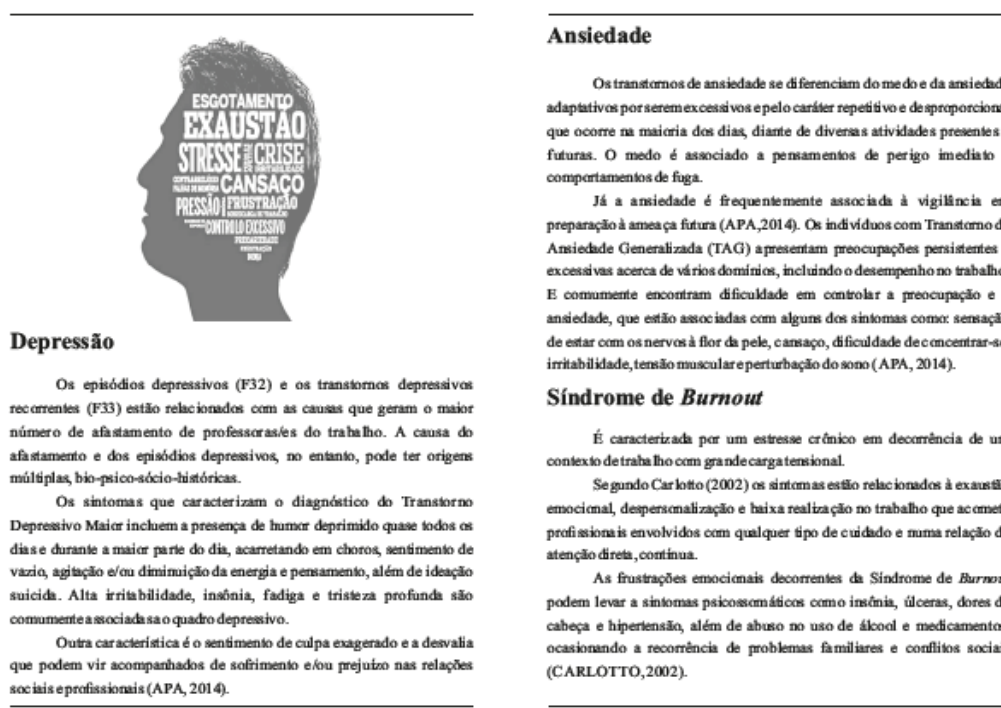 ESGOTAMENTO
EXAUSTÃO
STRESSE
CRISE
CANSAÇO
PRESSÃO
FRUSTRAÇÃO
CONTROLO EXCESSIVO
Depressão
Os episódios depressivos (F32) e os transtornos depressivos
recorrentes (F33) estão relacionados com as causas que geram o maior
número de afastamento de professoras/es do trabalho. A causa do
afastamento e dos episódios depressivos, no entanto, pode ter origens
múltiplas, bio-psico-sócio-históricas.
Os sintomas que caracterizam o diagnóstico do Transtorno
Depressivo Maior incluem a presença de humor deprimido quase todos os
dias e durante a maior parte do dia, acarretando em choros, sentimento de
vazio, agitação e/ou diminuição da energia e pensamento, além de ideação
suicida. Alta irritabilidade, insônia, fadiga e tristeza profunda são
comumente associadas ao quadro depressivo.
Outra característica é o sentimento de culpa exagerado e a desvalia
que podem vir acompanhados de sofrimento e/ou prejuízo nas relações
sociais e profissionais (APA, 2014).
Ansiedade
Os transtornos de ansiedade se diferenciam do medo e da ansiedad
adaptativos por serem excessivos e pelo caráter repetitivo e desproporciona
que ocorre na maioria dos dias, diante de diversas atividades presentes
futuras. O medo é associado a pensamentos de perigo imediato
comportamentos de fuga.
Já a ansiedade é frequentemente associada à vigilância en
preparação à ameaça futura (APA,2014). Os indivíduos com Transtorno d
Ansiedade Generalizada (TAG) apresentam preocupações persistentes
excessivas acerca de vários domínios, incluindo o desempenho no trabalho
E comumente encontram dificuldade em controlar a preocupação e
ansiedade, que estão associadas com alguns dos sintomas como: sensaçã
de estar com os nervos à flor da pele, cansaço, dificuldade de concentrar-se
irritabilidade, tensão muscular e perturbação do sono (APA, 2014).
Síndrome de Burnout
É caracterizada por um estresse crônico em decorrência de un
contexto de trabalho com grande carga tensional.
Segundo Carlotto (2002) os sintomas estão relacionados à exaustã
emocional, despersonalização e baixa realização no trabalho que acomet
profissionais envolvidos com qualquer tipo de cuidado e numa relação d
atenção direta, contínua.
As frustrações emocionais decorrentes da Síndrome de Burnou
podem levar a sintomas psicossomáticos como insônia, úlceras, dores d
cabeça e hipertensão, além de abuso no uso de álcool e medicamentos
ocasionando a recorrência de problemas familiares e conflitos sociai
(CARLOTTO,2002).